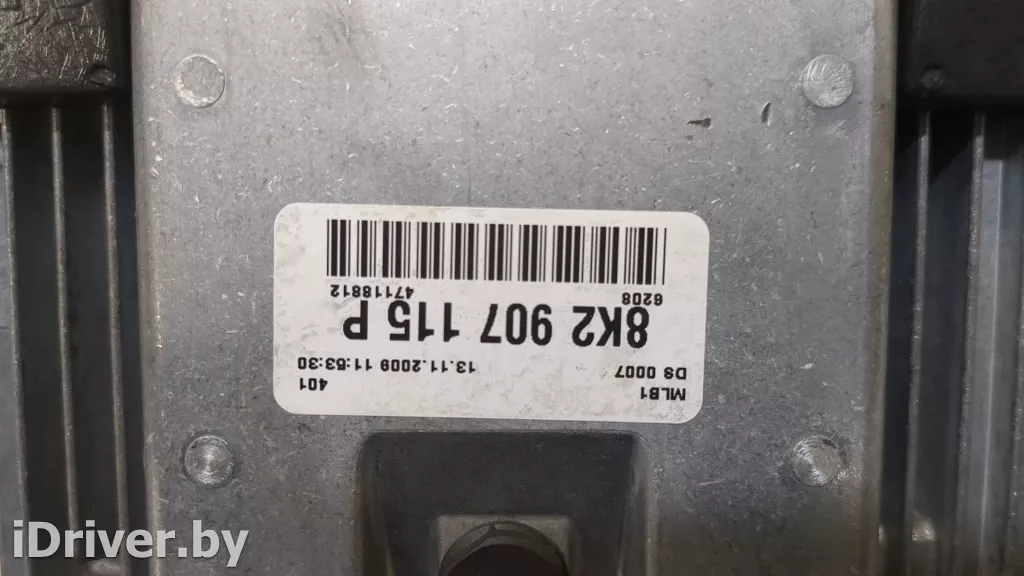 MLB1 401
DS 0007 13.11.2009 11:53:30
8K2 907 115 P
6208 47118812
iDriver.by